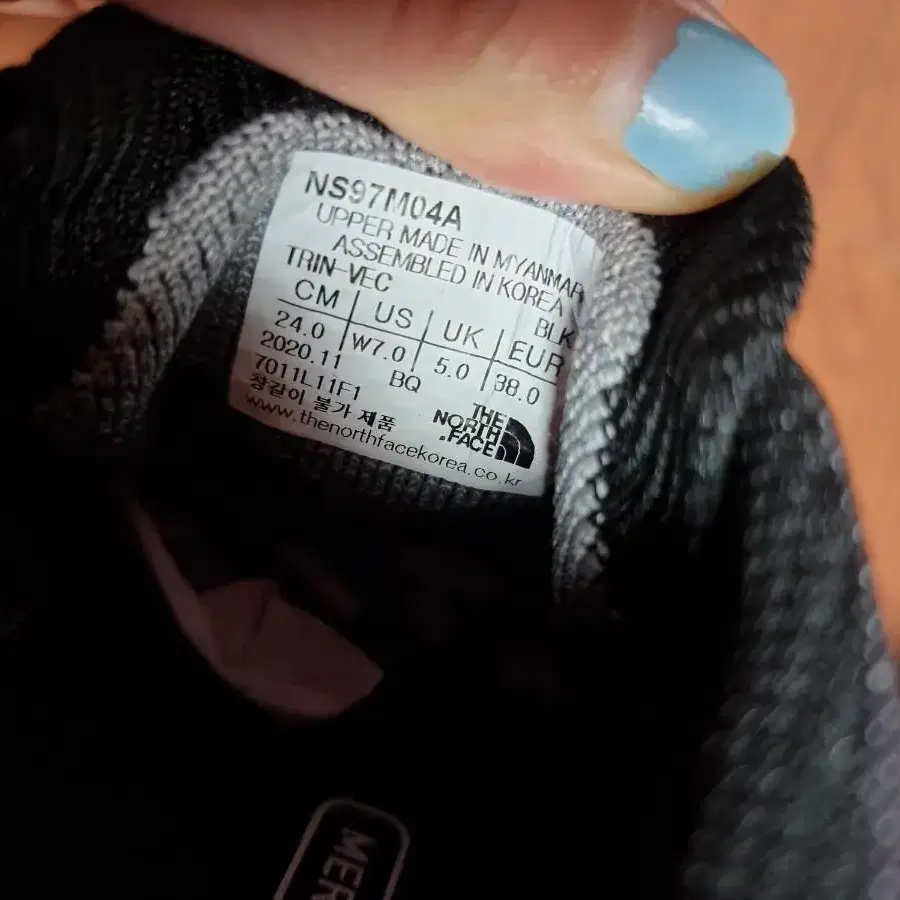 NS97M04A
UPPER MADE IN MYANMAR
ASSEMBLED IN KOREA
TRIN-VEC BLK
CM US UK EUR
24.0 W7.0 5.0 38.0
2020.11 BQ
7011L11F1
창갈이 불가 제품
www.thenorthfacekorea.co.kr
THE
NORTH
FACE